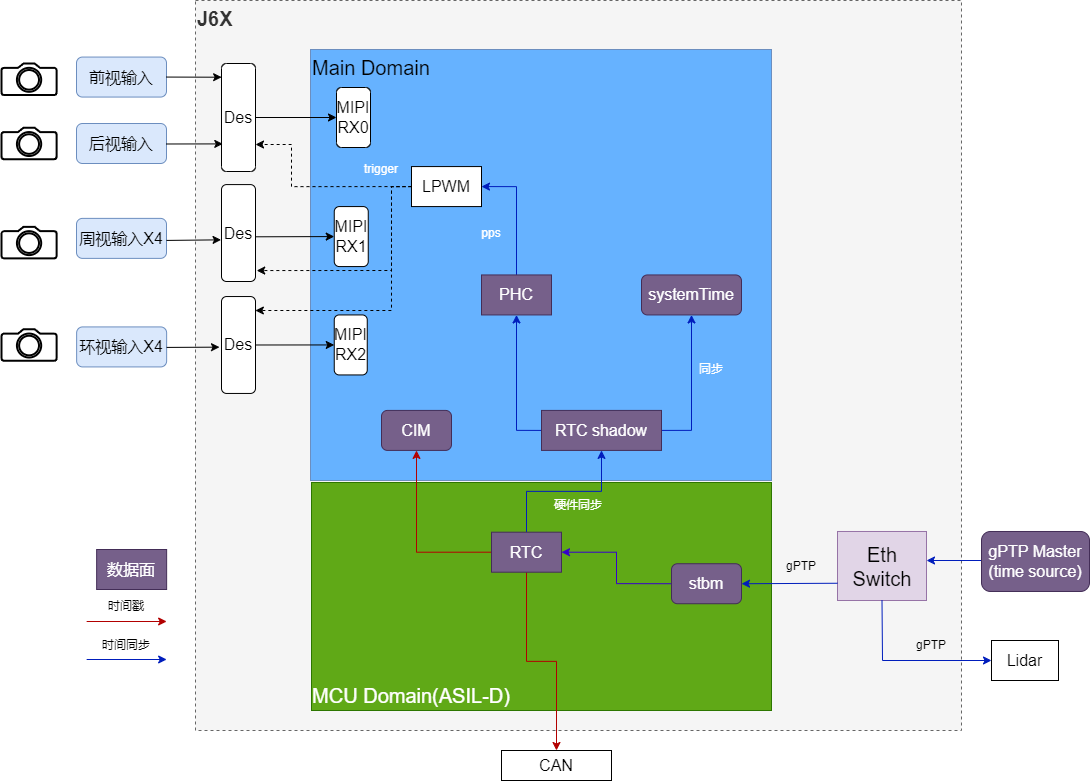 J6X
Main Domain
前视输入
Des
MIPI
RX0
后视输入
trigger
LPWM
周视输入X4
Des
MIPI
RX1
pps
PHC
systemTime
环视输入X4
Des
MIPI
RX2
同步
CIM
RTC shadow
硬件同步
RTC
gPTP Master
(time source)
Eth
Switch
gPTP
stbm
数据面
时间戳
时间同步
gPTP
Lidar
MCU Domain(ASIL-D)
CAN